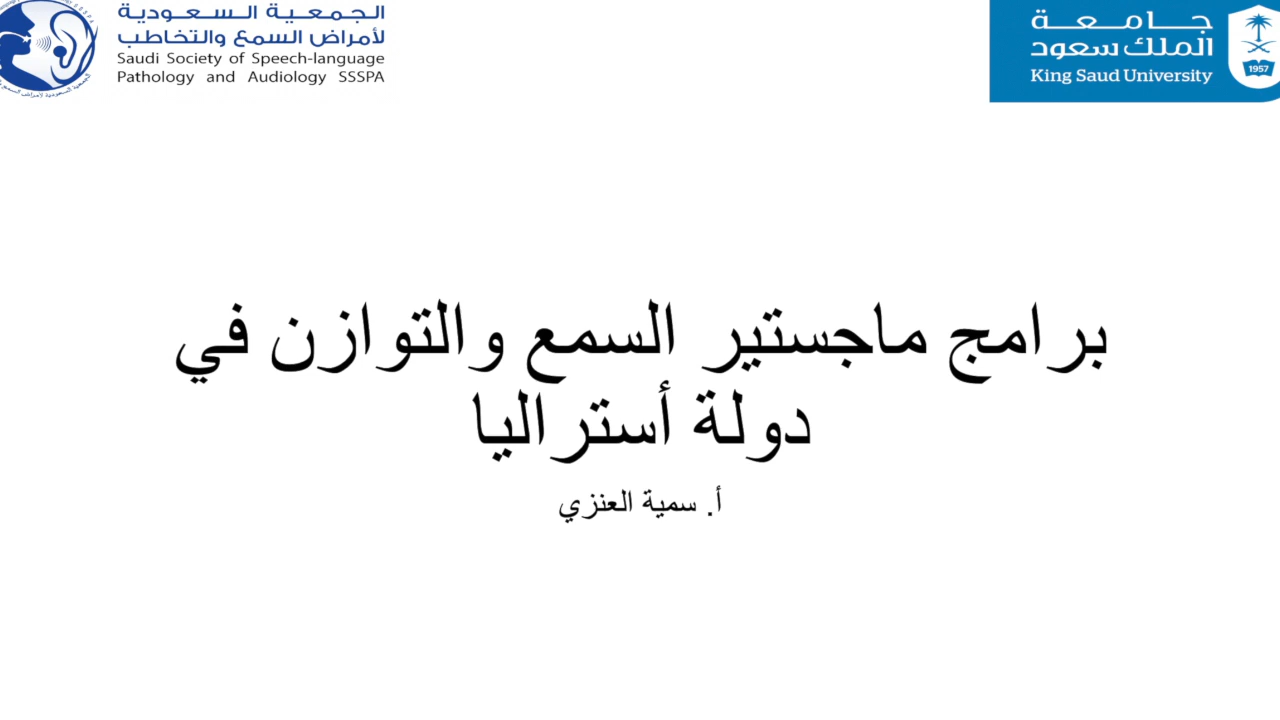 الجمعية السعودية
لأمراض السمع والتخاطب
Saudi Society of Speech-language
Pathology and Audiology SSSPA
جامعة
الملك سعود
King Saud University
1957
برامج ماجستير السمع والتوازن في
دولة أستراليا
أ. سمية العنزي